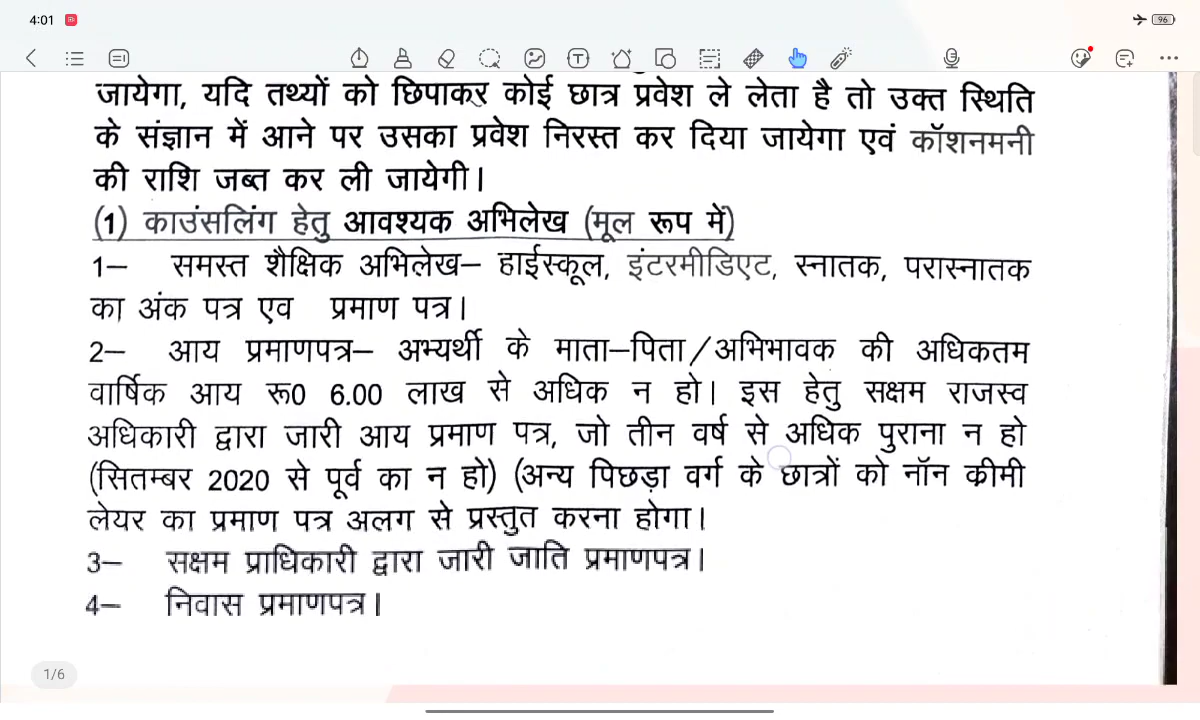 4:01
96
जायेगा, यदि तथ्यों को छिपाकर कोई छात्र प्रवेश ले लेता है तो उक्त स्थिति
के संज्ञान में आने पर उसका प्रवेश निरस्त कर दिया जायेगा एवं कॉशनमनी
की राशि जब्त कर ली जायेगी।
(1) काउंसलिंग हेतु आवश्यक अभिलेख (मूल रूप में)
1– समस्त शैक्षिक अभिलेख– हाईस्कूल, इंटरमीडिएट, स्नातक, परास्नातक
का अंक पत्र एव प्रमाण पत्र।
2– आय प्रमाणपत्र– अभ्यर्थी के माता–पिता/अभिभावक की अधिकतम
वार्षिक आय रू0 6.00 लाख से अधिक न हो। इस हेतु सक्षम राजस्व
अधिकारी द्वारा जारी आय प्रमाण पत्र, जो तीन वर्ष से अधिक पुराना न हो
(सितम्बर 2020 से पूर्व का न हो) (अन्य पिछड़ा वर्ग के छात्रों को नॉन क्रीमी
लेयर का प्रमाण पत्र अलग से प्रस्तुत करना होगा।
3– सक्षम प्राधिकारी द्वारा जारी जाति प्रमाणपत्र।
4– निवास प्रमाणपत्र।
1/6